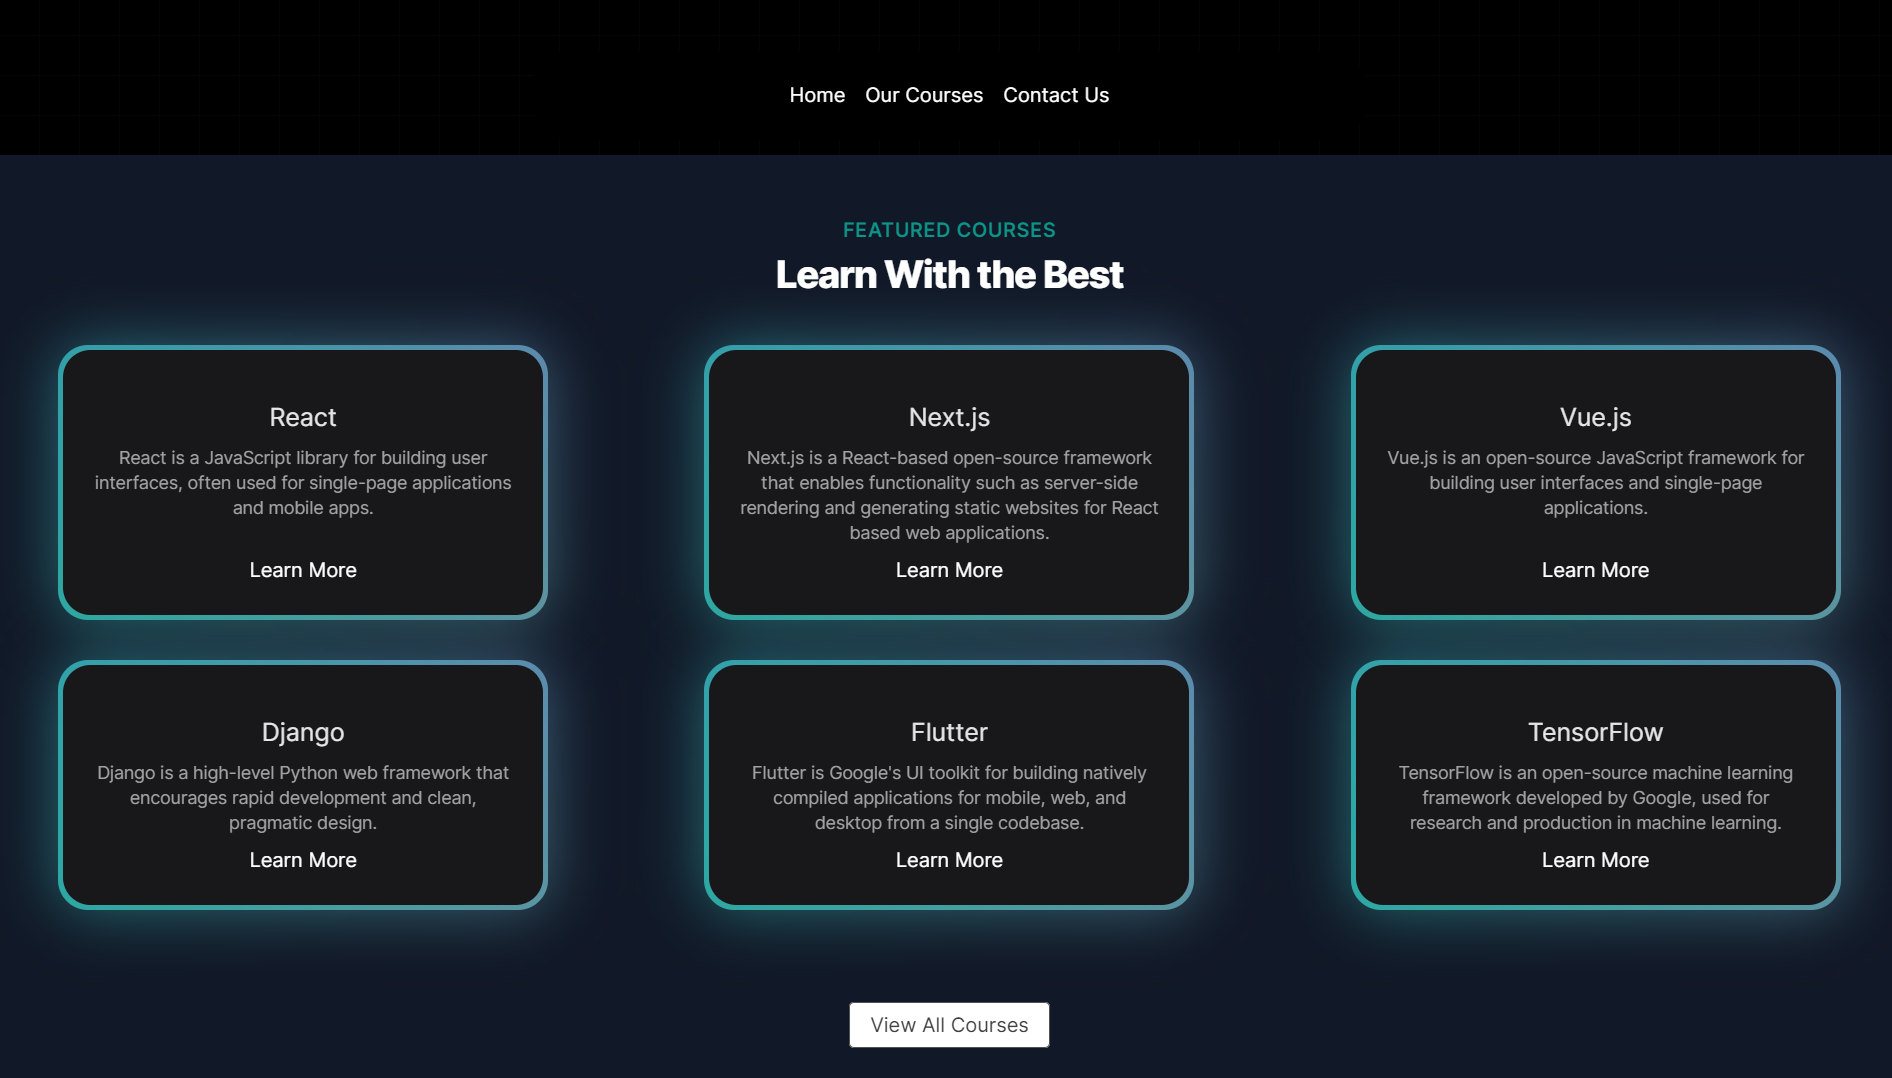 Home Our Courses Contact Us
FEATURED COURSES
Learn With the Best
React
React is a JavaScript library for building user
interfaces, often used for single-page applications
and mobile apps.
Learn More
Next.js
Next.js is a React-based open-source framework
that enables functionality such as server-side
rendering and generating static websites for React
based web applications.
Learn More
Vue.js
Vue.js is an open-source JavaScript framework for
building user interfaces and single-page
applications.
Learn More
Django
Django is a high-level Python web framework that
encourages rapid development and clean,
pragmatic design.
Learn More
Flutter
Flutter is Google's UI toolkit for building natively
compiled applications for mobile, web, and
desktop from a single codebase.
Learn More
TensorFlow
TensorFlow is an open-source machine learning
framework developed by Google, used for
research and production in machine learning.
Learn More
View All Courses